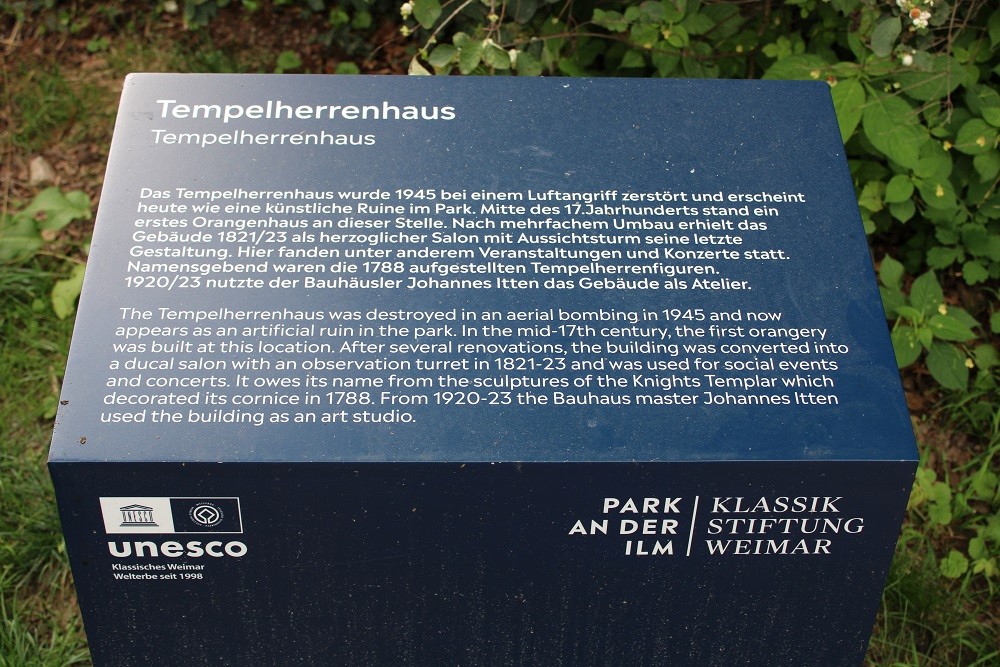 Tempelherrenhaus
Tempelherrenhaus
Das Tempelherrenhaus wurde 1945 bei einem Luftangriff zerstört und erscheint
heute wie eine künstliche Ruine im Park. Mitte des 17.Jahrhunderts stand ein
erstes Orangenhaus an dieser Stelle. Nach mehrfachem Umbau erhielt das
Gebäude 1821/23 als herzoglicher Salon mit Aussichtsturm seine letzte
Gestaltung. Hier fanden unter anderem Veranstaltungen und Konzerte statt.
Namensgebend waren die 1788 aufgestellten Tempelherrenfiguren.
1920/23 nutzte der Bauhäusler Johannes Itten das Gebäude als Atelier.
The Tempelherrenhaus was destroyed in an aerial bombing in 1945 and now
appears as an artificial ruin in the park. In the mid-17th century, the first orangery
was built at this location. After several renovations, the building was converted into
a ducal salon with an observation turret in 1821-23 and was used for social events
and concerts. It owes its name from the sculptures of the Knights Templar which
decorated its cornice in 1788. From 1920-23 the Bauhaus master Johannes Itten
used the building as an art studio.
UNESCO
unesco
Klassisches Weimar
Welterbe seit 1998
PARK
AN DER
ILM
KLASSIK
STIFTUNG
WEIMAR